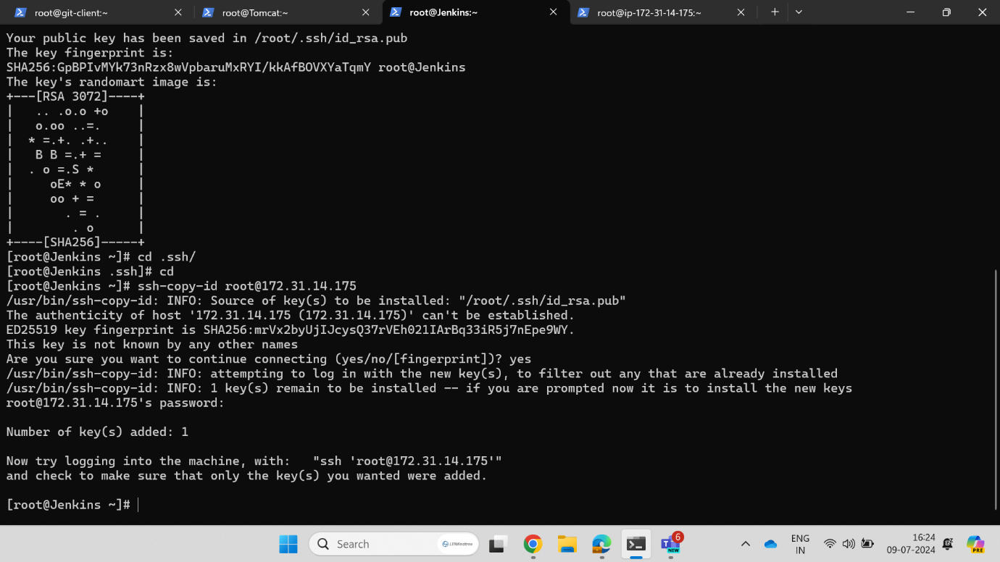 root@git-client:~
root@Tomcat:~
root@Jenkins:~
root@ip-172-31-14-175:~
Your public key has been saved in /root/.ssh/id_rsa.pub
The key fingerprint is:
SHA256:GpBPIvMYk73nRzx8wVpbaruMxRYI/kkAfBOVXYaTqmY root@Jenkins
The key's randomart image is:
+---[RSA 3072]----+
|   .. .o.o +o    |
|   o.oo ..=.     |
|  * =.+. .+..    |
|   B B =.+ =     |
|  . o =.S *      |
|     oE* * o     |
|     oo + =      |
|       . = .     |
|        . o      |
+----[SHA256]-----+
[root@Jenkins ~]# cd .ssh/
[root@Jenkins .ssh]# cd
[root@Jenkins ~]# ssh-copy-id root@172.31.14.175
/usr/bin/ssh-copy-id: INFO: Source of key(s) to be installed: "/root/.ssh/id_rsa.pub"
The authenticity of host '172.31.14.175 (172.31.14.175)' can't be established.
ED25519 key fingerprint is SHA256:mrVx2byUjIJcysQ37rVEh021IArBq33iR5j7nEpe9WY.
This key is not known by any other names
Are you sure you want to continue connecting (yes/no/[fingerprint])? yes
/usr/bin/ssh-copy-id: INFO: attempting to log in with the new key(s), to filter out any that are already installed
/usr/bin/ssh-copy-id: INFO: 1 key(s) remain to be installed -- if you are prompted now it is to install the new keys
root@172.31.14.175's password:
Number of key(s) added: 1
Now try logging into the machine, with:   "ssh 'root@172.31.14.175'"
and check to make sure that only the key(s) you wanted were added.
[root@Jenkins ~]#
Search
LTIMindtree
T
NEW
6
ENG
IN
16:24
09-07-2024
PRE